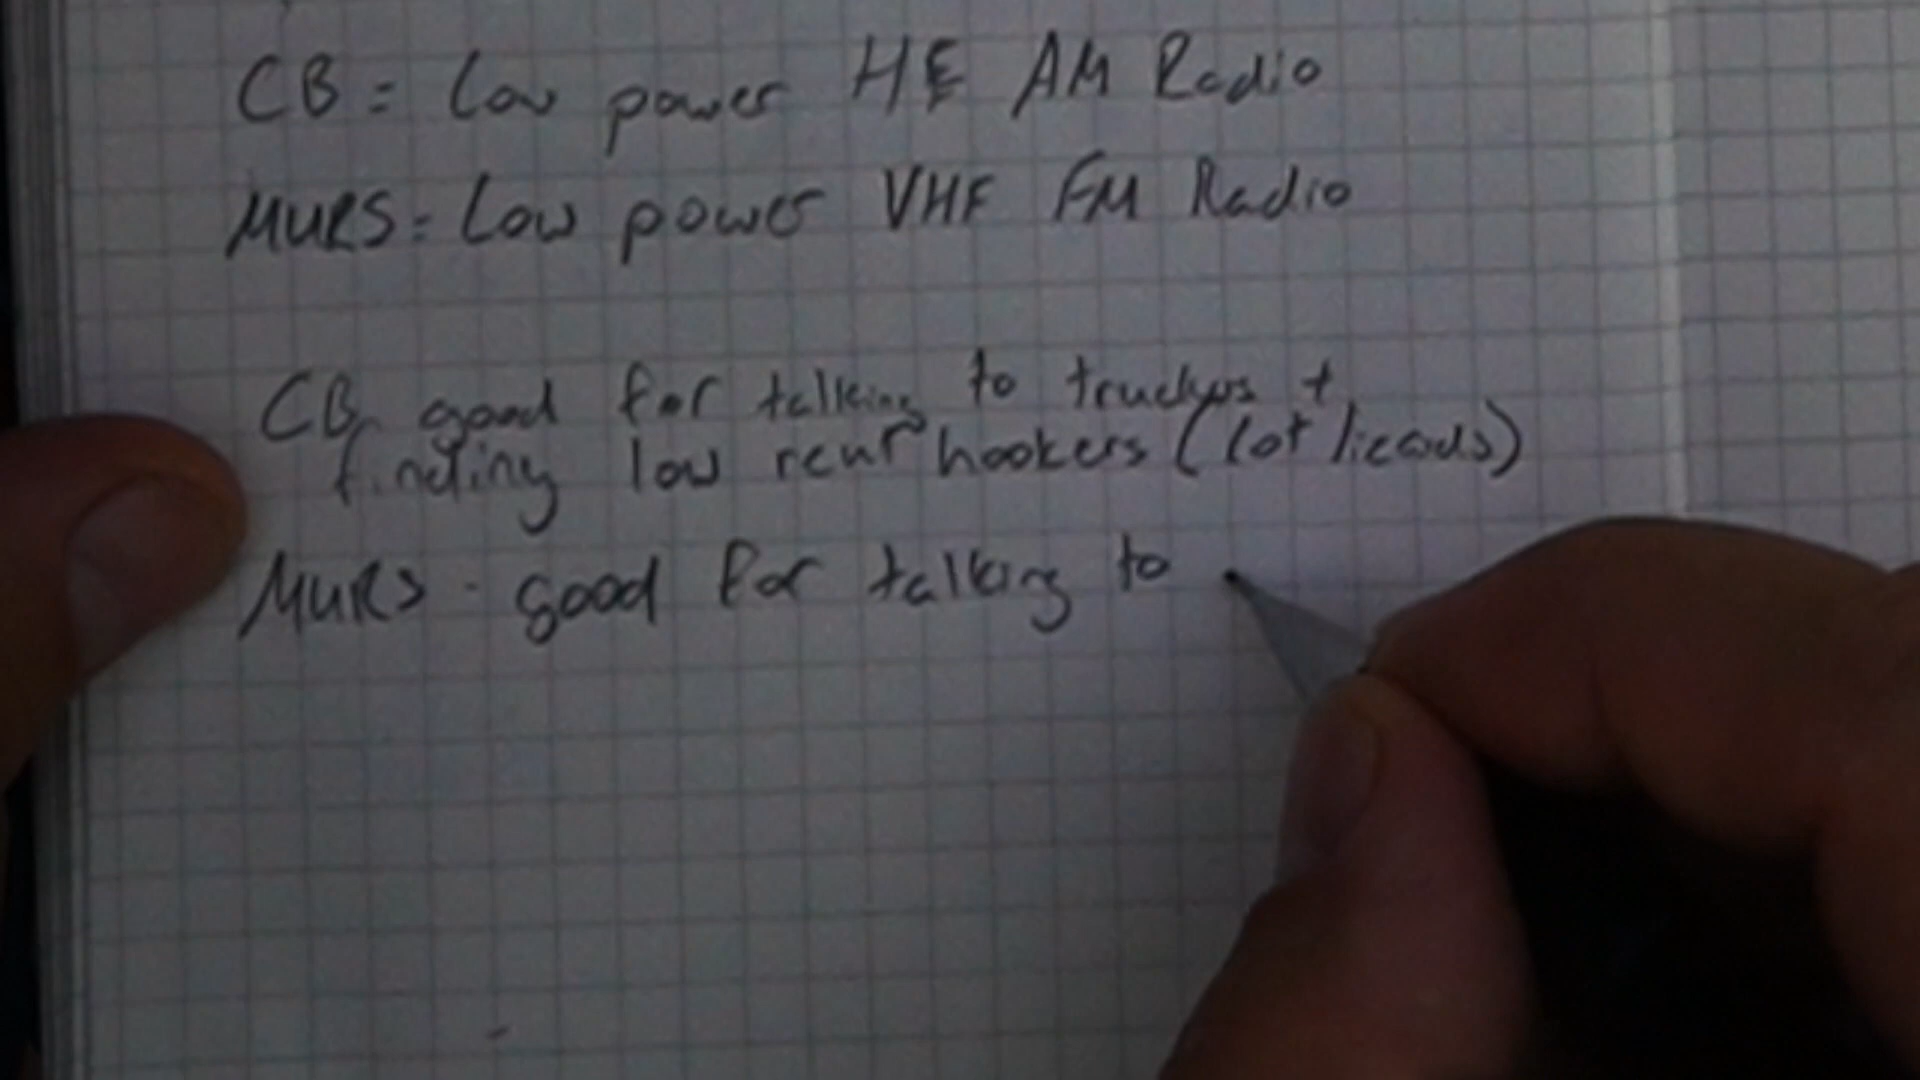 CB = Low power HF AM Radio
MURS = Low power VHF FM Radio
CB, good for talking to truckers +
finding low rent hookers (lot lizards)
MURS - good for talking to